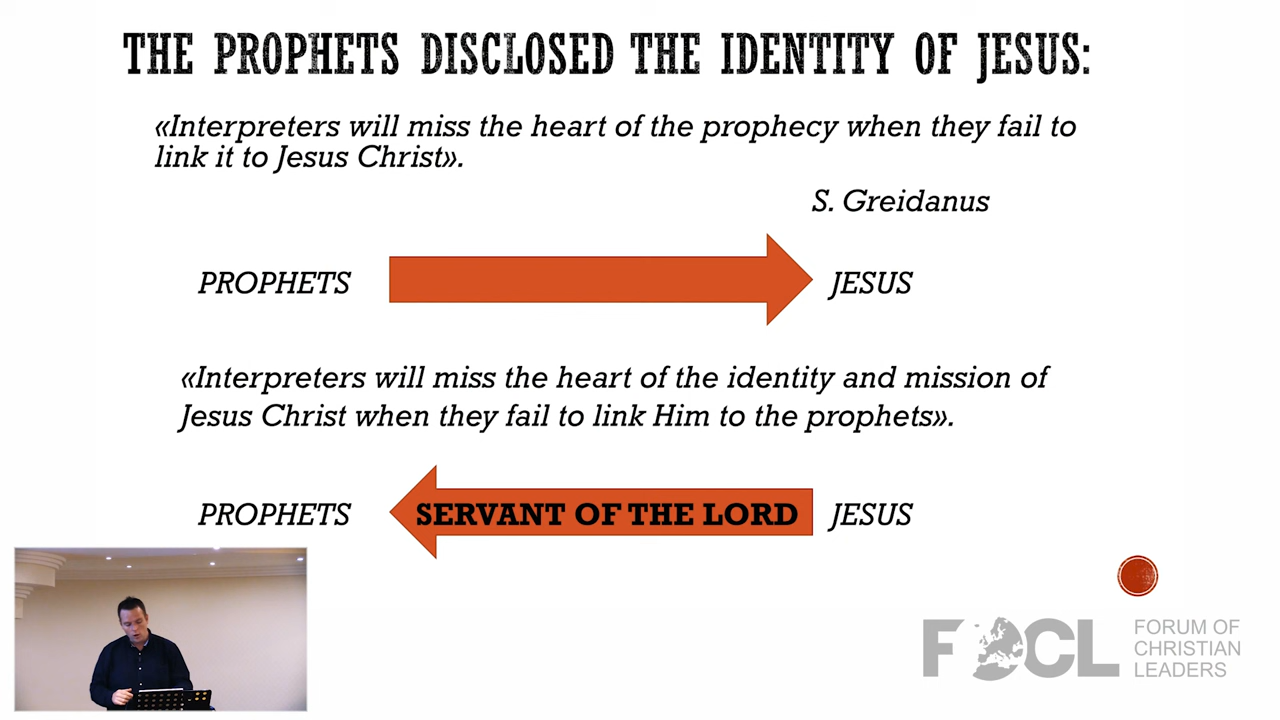 THE PROPHETS DISCLOSED THE IDENTITY OF JESUS:
«Interpreters will miss the heart of the prophecy when they fail to
link it to Jesus Christ».
S. Greidanus
PROPHETS
JESUS
«Interpreters will miss the heart of the identity and mission of
Jesus Christ when they fail to link Him to the prophets».
PROPHETS
SERVANT OF THE LORD
JESUS
FOCL
FORUM OF
CHRISTIAN
LEADERS